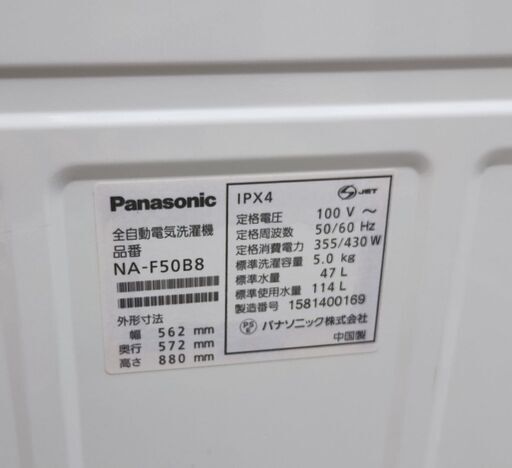 Panasonic
全自動電気洗濯機
品番
NA-F50B8
外形寸法
幅 562 mm
奥行 572 mm
高さ 880 mm
IPX4
JET
定格電圧 100 V ～
定格周波数 50/60 Hz
定格消費電力 355/430 W
標準洗濯容量 5.0 kg
標準水量 47 L
標準使用水量 114 L
製造番号 1581400169
PS E パナソニック株式会社
中国製